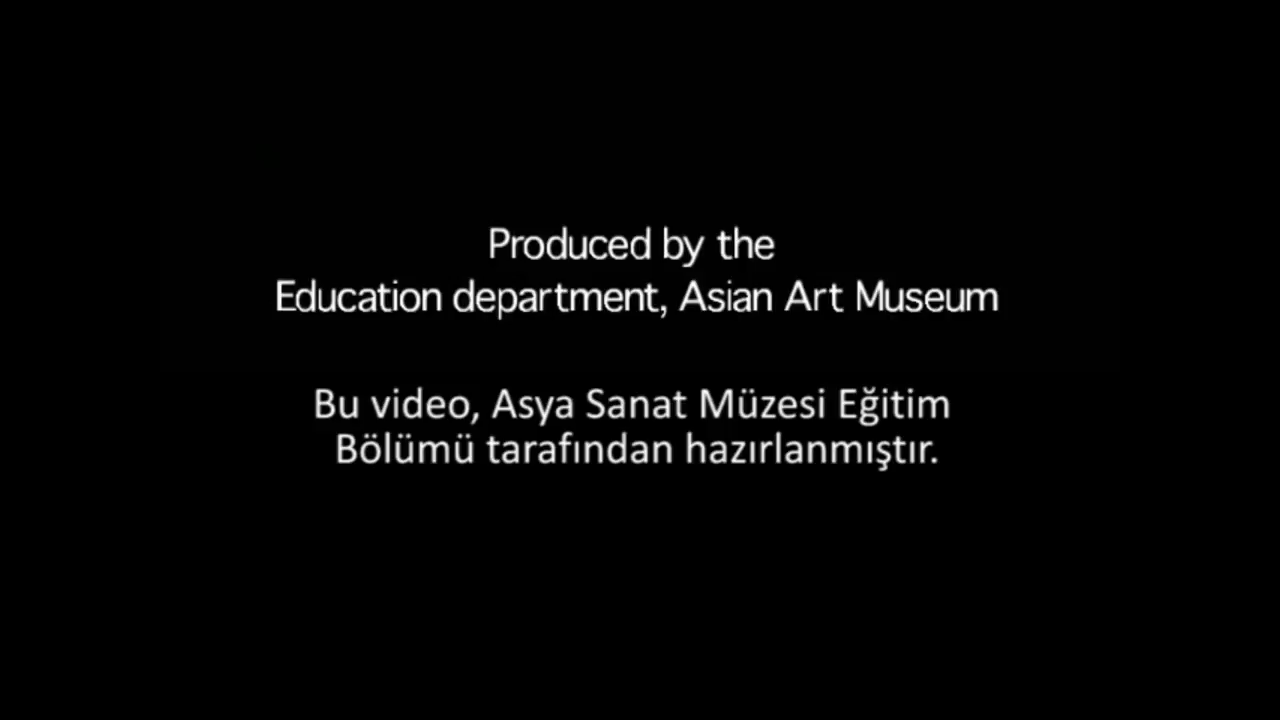 Produced by the
Education department, Asian Art Museum
Bu video, Asya Sanat Müzesi Eğitim
Bölümü tarafından hazırlanmıştır.